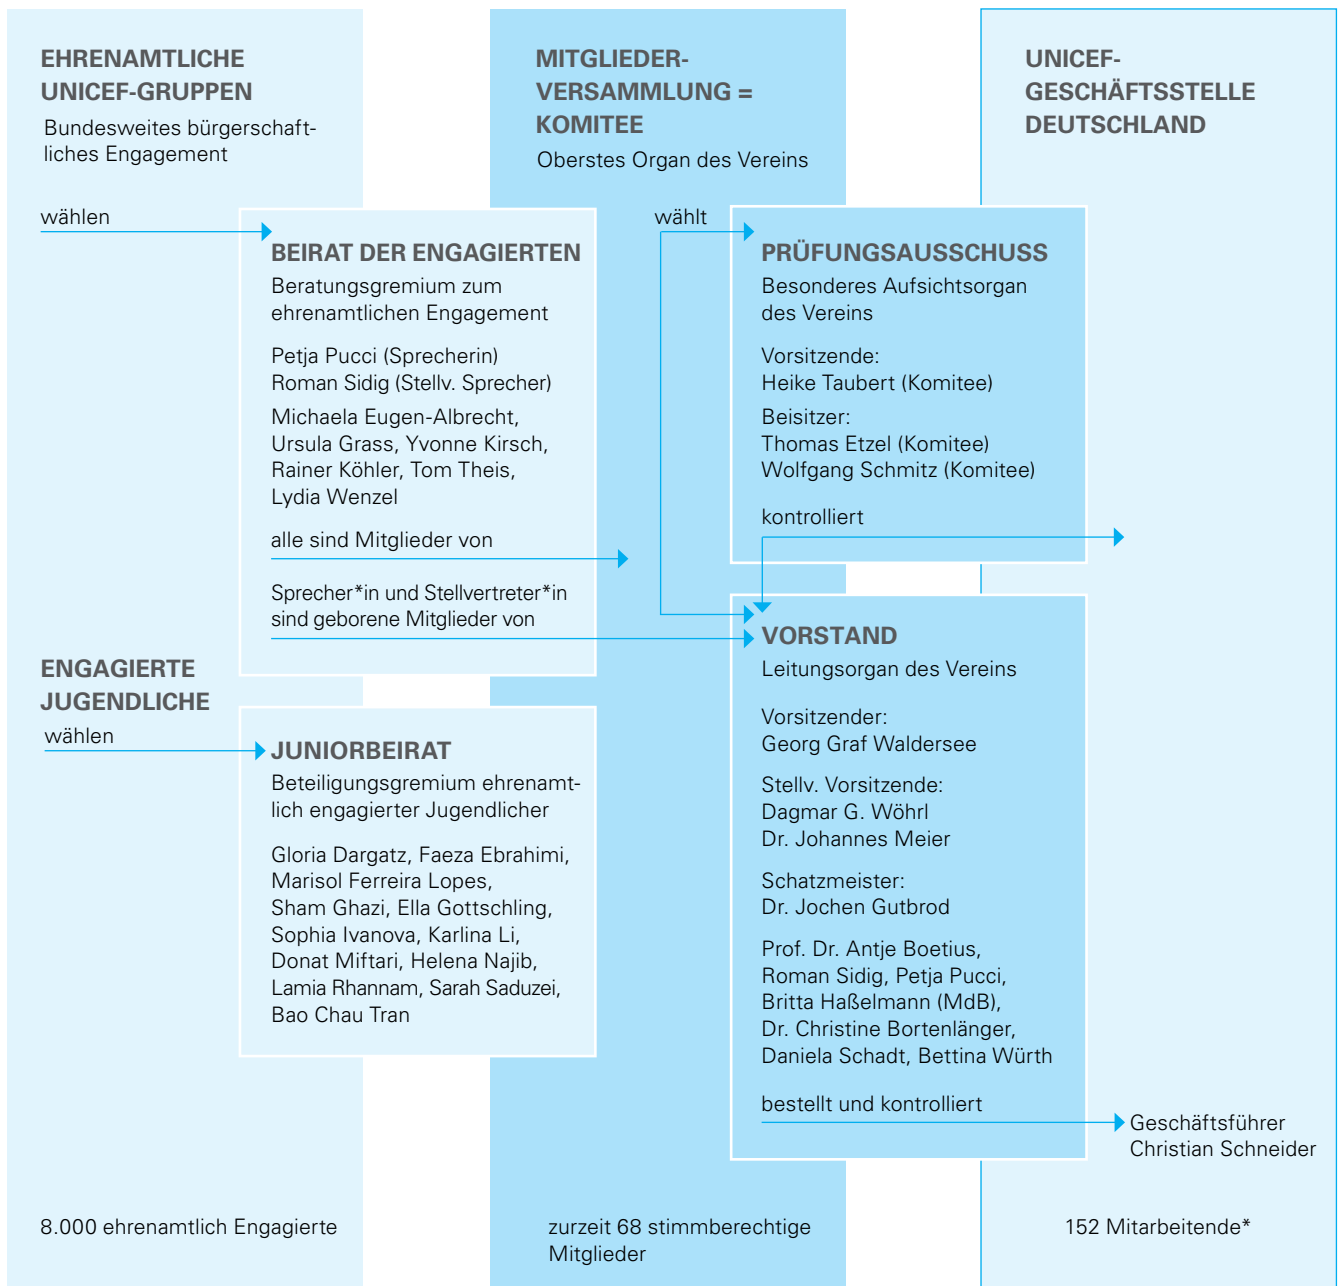 EHRENAMTLICHE
UNICEF-GRUPPEN
Bundesweites bürgerschaft-
liches Engagement
wählen
BEIRAT DER ENGAGIERTEN
Beratungsgremium zum
ehrenamtlichen Engagement
Petja Pucci (Sprecherin)
Roman Sidig (Stellv. Sprecher)
Michaela Eugen-Albrecht,
Ursula Grass, Yvonne Kirsch,
Rainer Köhler, Tom Theis,
Lydia Wenzel
alle sind Mitglieder von
Sprecher*in und Stellvertreter*in
sind geborene Mitglieder von
ENGAGIERTE
JUGENDLICHE
wählen
JUNIORBEIRAT
Beteiligungsgremium ehrenamt-
lich engagierter Jugendlicher
Gloria Dargatz, Faeza Ebrahimi,
Marisol Ferreira Lopes,
Sham Ghazi, Ella Gottschling,
Sophia Ivanova, Karlina Li,
Donat Miftari, Helena Najib,
Lamia Rhannam, Sarah Saduzei,
Bao Chau Tran
8.000 ehrenamtlich Engagierte
MITGLIEDER-
VERSAMMLUNG =
KOMITEE
Oberstes Organ des Vereins
wählt
PRÜFUNGSAUSSCHUSS
Besonderes Aufsichtsorgan
des Vereins
Vorsitzende:
Heike Taubert (Komitee)
Beisitzer:
Thomas Etzel (Komitee)
Wolfgang Schmitz (Komitee)
kontrolliert
VORSTAND
Leitungsorgan des Vereins
Vorsitzender:
Georg Graf Waldersee
Stellv. Vorsitzende:
Dagmar G. Wöhrl
Dr. Johannes Meier
Schatzmeister:
Dr. Jochen Gutbrod
Prof. Dr. Antje Boetius,
Roman Sidig, Petja Pucci,
Britta Haßelmann (MdB),
Dr. Christine Bortenlänger,
Daniela Schadt, Bettina Würth
bestellt und kontrolliert
zurzeit 68 stimmberechtige
Mitglieder
UNICEF-
GESCHÄFTSSTELLE
DEUTSCHLAND
Geschäftsführer
Christian Schneider
152 Mitarbeitende*